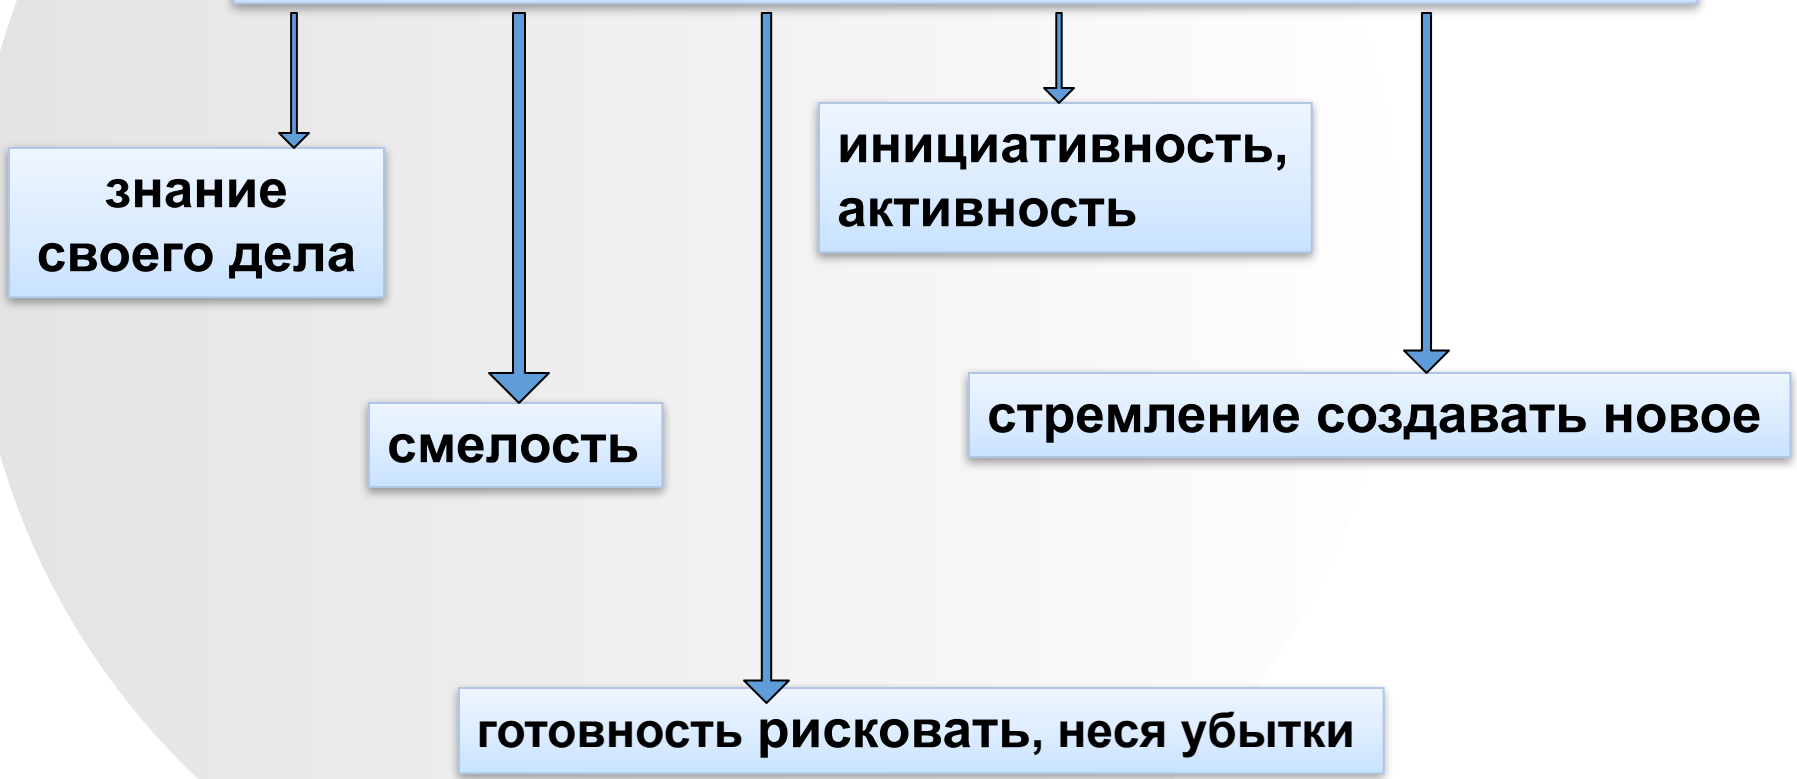 инициативность,
активность
знание
своего дела
стремление создавать новое
смелость
готовность рисковать, неся убытки